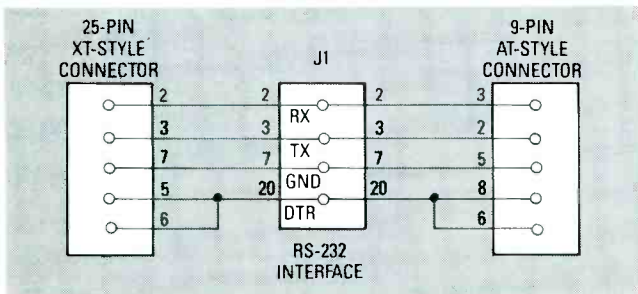 25-PIN
XT-STYLE
CONNECTOR
J1
9-PIN
AT-STYLE
CONNECTOR
2 2 RX 2 3
3 3 TX 3 2
7 7 GND 7 5
5 20 DTR 20 8
6 6
RS-232
INTERFACE